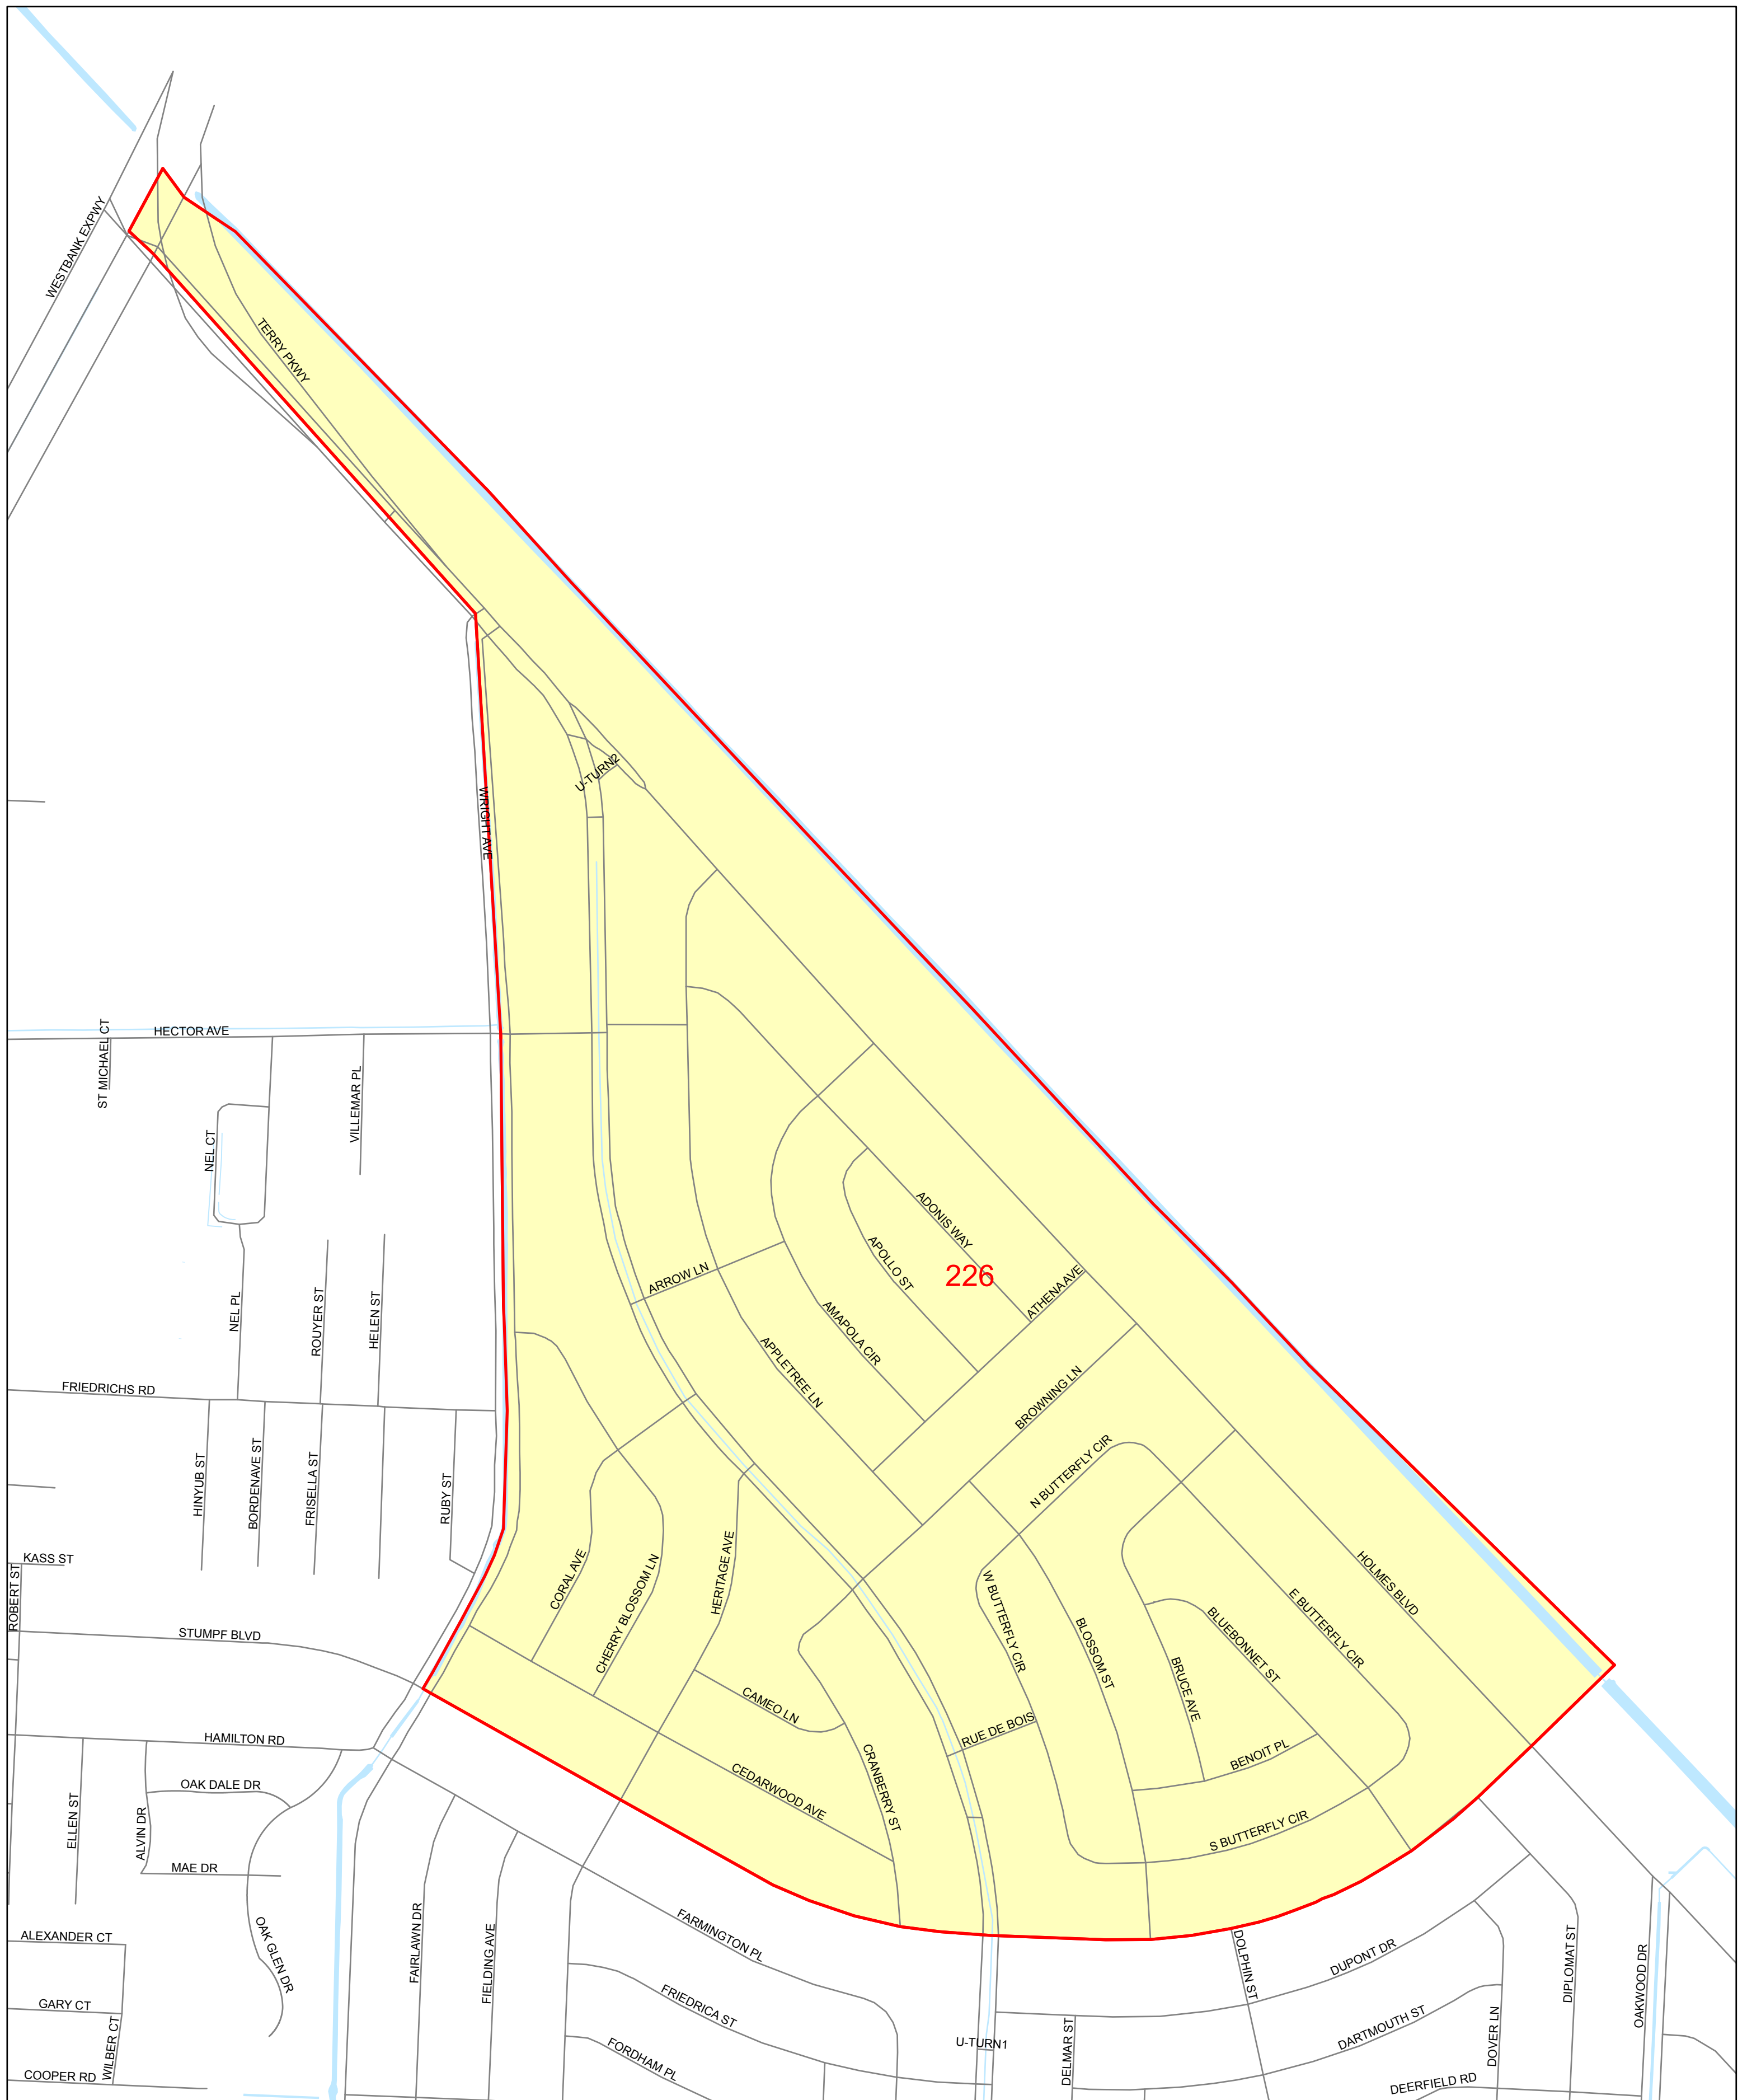 WESTBANK EXPWY
TERRY PKWY
U-TURN2
WRIGHT AVE
HECTOR AVE
ST MICHAEL CT
VILLEMAR PL
NEL CT
ADONIS WAY
APOLLO ST
226
ARROW LN
ATHENA AVE
NEL PL
ROUYER ST
HELEN ST
AMAPOLA CIR
APPLETREE LN
BROWNING LN
FRIEDRICHS RD
N BUTTERFLY CIR
HINYUB ST
BORDENAVE ST
FRISELLA ST
RUBY ST
KASS ST
ROBERT ST
CORAL AVE
CHERRY BLOSSOM LN
HERITAGE AVE
W BUTTERFLY CIR
BLOSSOM ST
BLUEBONNET ST
E BUTTERFLY CIR
HOLMES BLVD
STUMPF BLVD
BRUCE AVE
CAMEO LN
RUE DE BOIS
HAMILTON RD
BENOIT PL
CRANBERRY ST
CEDARWOOD AVE
OAK DALE DR
ELLEN ST
ALVIN DR
S BUTTERFLY CIR
MAE DR
FAIRLAWN DR
FIELDING AVE
FARMINGTON PL
ALEXANDER CT
OAK GLEN DR
DOLPHIN ST
DUPONT DR
DIPLOMAT ST
OAKWOOD DR
GARY CT
FRIEDRICA ST
WILBER CT
U-TURN1
DELMAR ST
DARTMOUTH ST
DOVER LN
FORDHAM PL
COOPER RD
DEERFIELD RD